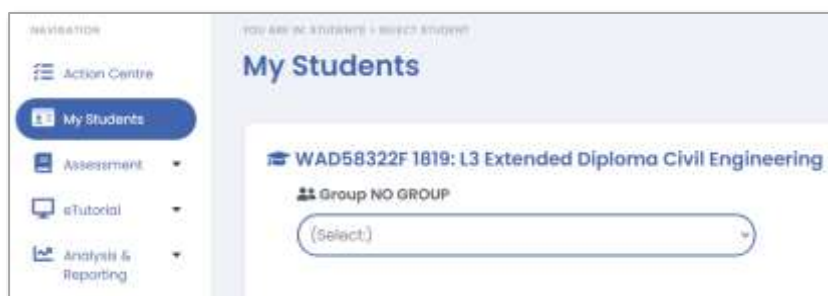 NAVIGATION
Action Centre
My Students
Assessment
eTutorial
Analysis &
Reporting
YOU ARE IN: STUDENTS > SELECT STUDENT
My Students
WAD58322F 1819: L3 Extended Diploma Civil Engineering
Group NO GROUP
(Select:)